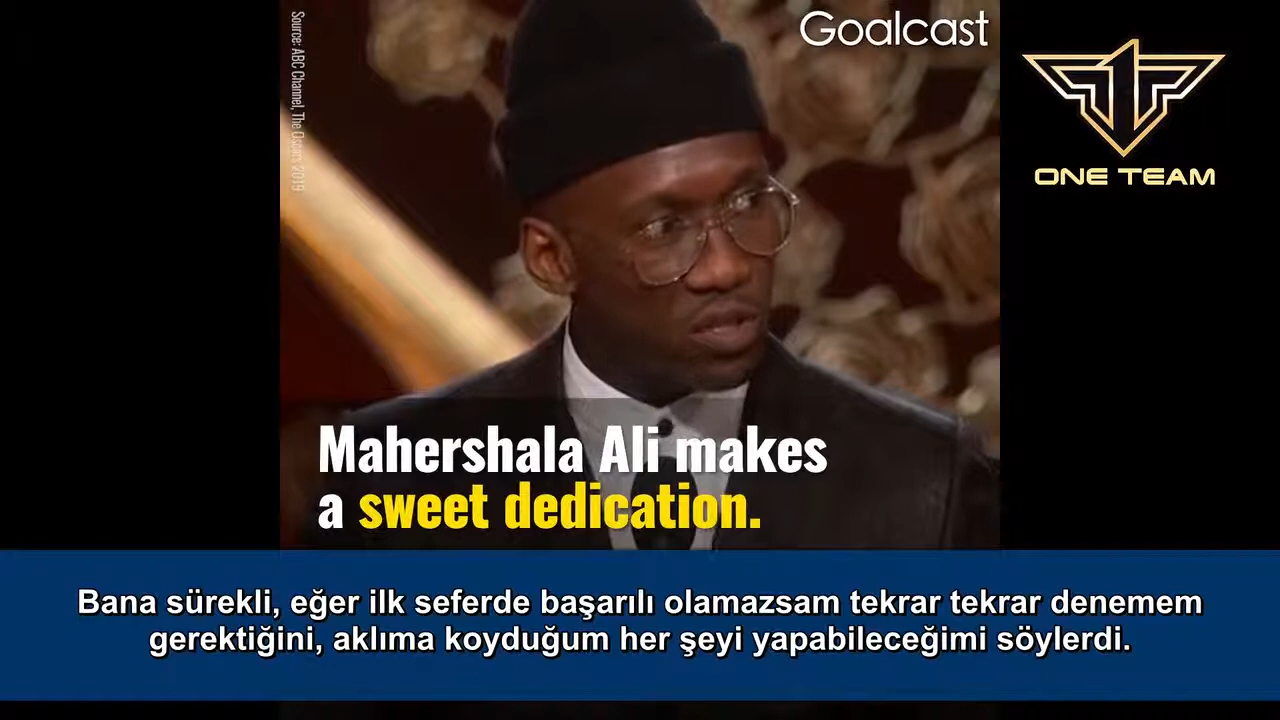 Goalcast
Source: ABC Channel, The Oscars 2019
ONE TEAM
Mahershala Ali makes
a sweet dedication.
Bana sürekli, eğer ilk seferde başarılı olamazsam tekrar tekrar denemem
gerektiğini, aklıma koyduğum her şeyi yapabileceğimi söylerdi.